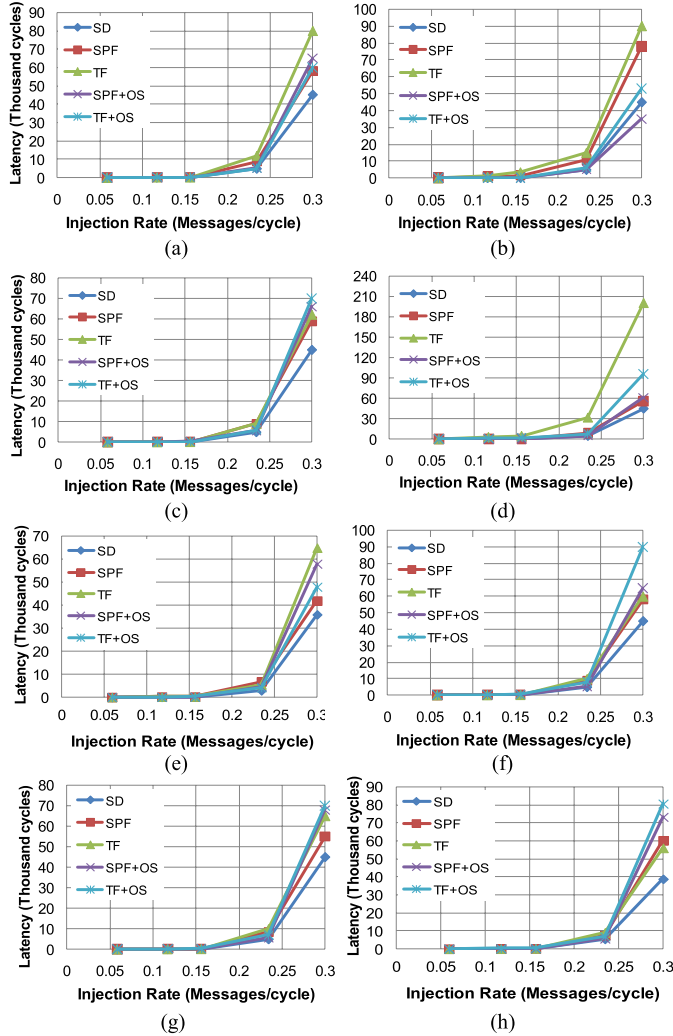 Latency (Thousand cycles)
90
80
70
60
50
40
30
20
10
0
SD
SPF
TF
SPF+OS
TF+OS
0 0.05 0.1 0.15 0.2 0.25 0.3
Injection Rate (Messages/cycle)
(a)
Latency (Thousand cycles)
100
90
80
70
60
50
40
30
20
10
0
SD
SPF
TF
SPF+OS
TF+OS
0 0.05 0.1 0.15 0.2 0.25 0.3
Injection Rate (Messages/cycle)
(b)
Latency (Thousand cycles)
80
70
60
50
40
30
20
10
0
SD
SPF
TF
SPF+OS
TF+OS
0 0.05 0.1 0.15 0.2 0.25 0.3
Injection Rate (Messages/cycle)
(c)
Latency (Thousand cycles)
240
210
180
150
120
90
60
30
0
SD
SPF
TF
SPF+OS
TF+OS
0 0.05 0.1 0.15 0.2 0.25 0.3
Injection Rate (Messages/cycle)
(d)
Latency (Thousand cycles)
70
60
50
40
30
20
10
0
SD
SPF
TF
SPF+OS
TF+OS
0 0.05 0.1 0.15 0.2 0.25 0.3
Injection Rate (Messages/cycle)
(e)
Latency (Thousand cycles)
100
90
80
70
60
50
40
30
20
10
0
SD
SPF
TF
SPF+OS
TF+OS
0 0.05 0.1 0.15 0.2 0.25 0.3
Injection Rate (Messages/cycle)
(f)
Latency (Thousand cycles)
80
70
60
50
40
30
20
10
0
SD
SPF
TF
SPF+OS
TF+OS
0 0.05 0.1 0.15 0.2 0.25 0.3
Injection Rate (Messages/cycle)
(g)
Latency (Thousand cycles)
90
80
70
60
50
40
30
20
10
0
SD
SPF
TF
SPF+OS
TF+OS
0 0.05 0.1 0.15 0.2 0.25 0.3
Injection Rate (Messages/cycle)
(h)